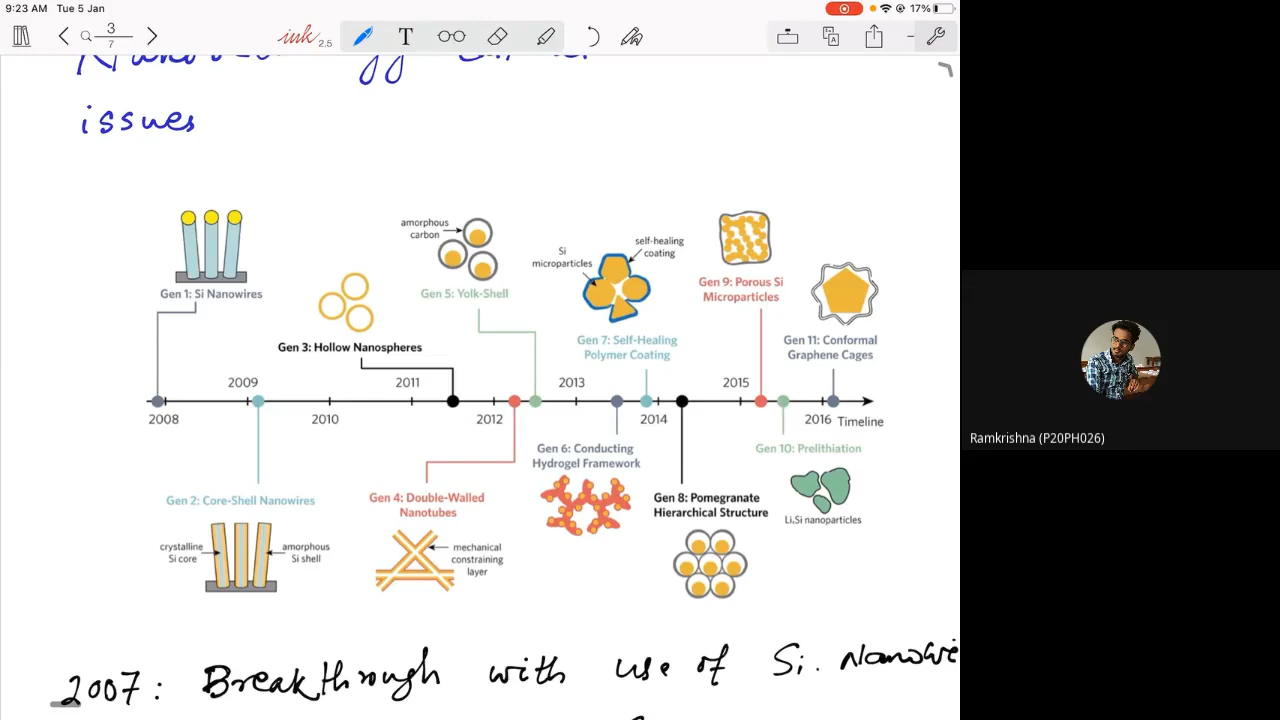 9:23 AM Tue 5 Jan
17%
3
7
ink 2.5
T
issues
amorphous
carbon
self-healing
coating
Si
microparticles
Gen 1: Si Nanowires
Gen 5: Yolk-Shell
Gen 9: Porous Si
Microparticles
Gen 3: Hollow Nanospheres
Gen 7: Self-Healing
Polymer Coating
Gen 11: Conformal
Graphene Cages
2009
2011
2013
2015
2008
2010
2012
2014
2016
Timeline
Gen 6: Conducting
Hydrogel Framework
Gen 10: Prelithiation
Gen 2: Core-Shell Nanowires
Gen 4: Double-Walled
Nanotubes
Gen 8: Pomegranate
Hierarchical Structure
LixSi nanoparticles
crystalline
Si core
amorphous
Si shell
mechanical
constraining
layer
2007: Breakthrough with use of Si. Nanowi
Ramkrishna (P20PH026)